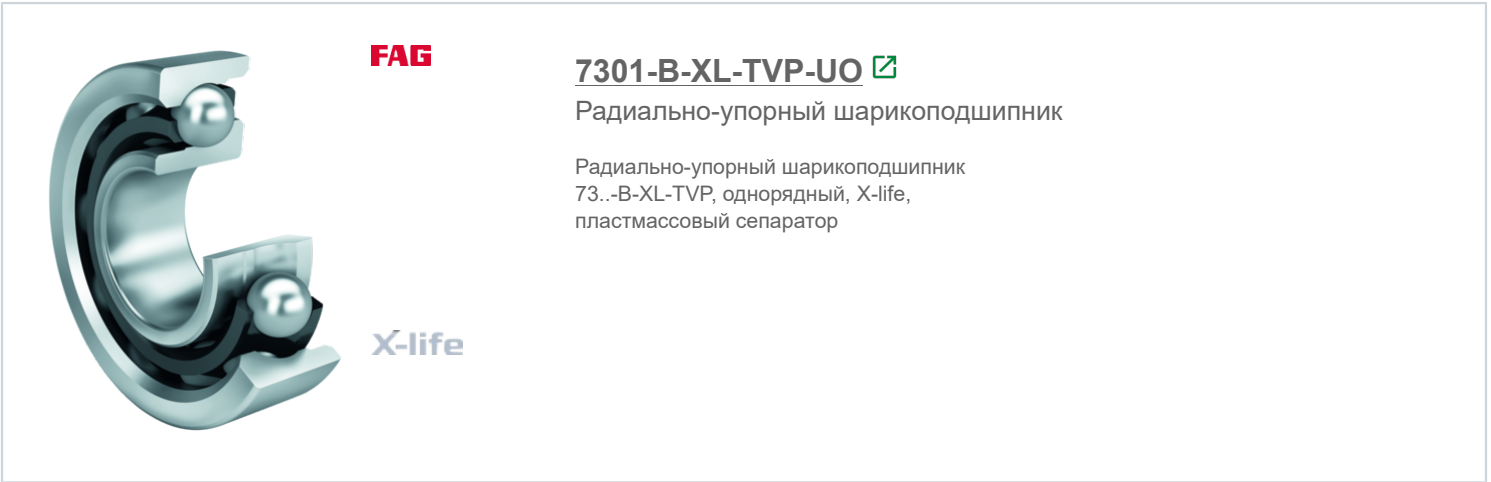 FAG
7301-B-XL-TVP-UO
Радиально-упорный шарикоподшипник
Радиально-упорный шарикоподшипник
73..-B-XL-TVP, однорядный, X-life,
пластмассовый сепаратор
X-life